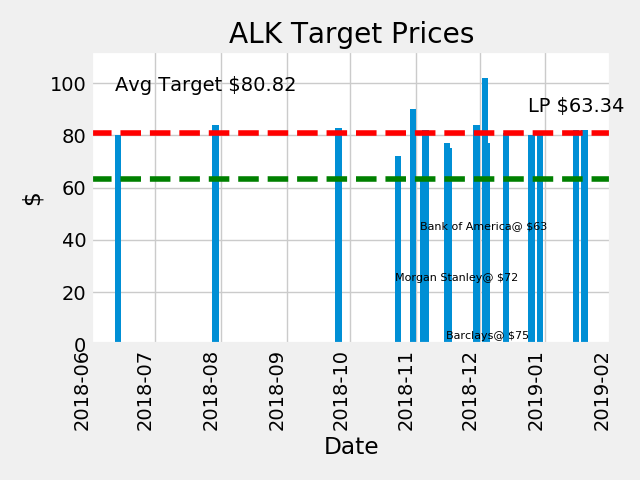 ALK Target Prices
Avg Target $80.82
LP $63.34
Bank of America@ $63
Morgan Stanley@ $72
Barclays@ $75
$
100
80
60
40
20
0
2018-06
2018-07
2018-08
2018-09
2018-10
2018-11
2018-12
2019-01
2019-02
Date